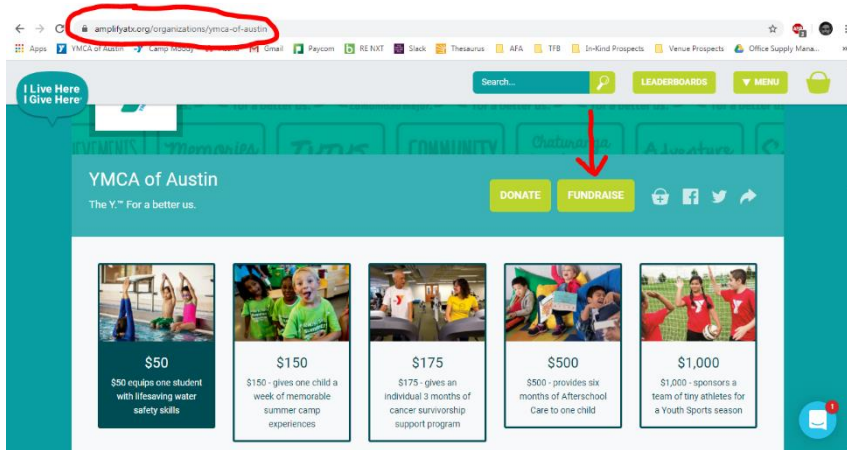 amplifyatx.org/organizations/ymca-of-austin
Apps YMCA of Austin Camp Moody Gmail Paycom RE NXT Slack Thesaurus AFA TFB In-Kind Prospects Venue Prospects Office Supply Mana...
I Live Here
I Give Here
Search...
LEADERBOARDS
MENU
Memories
COMMUNITY
Chaturanga
Adventure
YMCA of Austin
The Y.™ For a better us.
DONATE
FUNDRAISE
$50
$50 equips one student
with lifesaving water
safety skills
$150
$150 - gives one child a
week of memorable
summer camp
experiences
$175
$175 - gives an
individual 3 months of
cancer survivorship
support program
$500
$500 - provides six
months of Afterschool
Care to one child
$1,000
$1,000 - sponsors a
team of tiny athletes for
a Youth Sports season
1